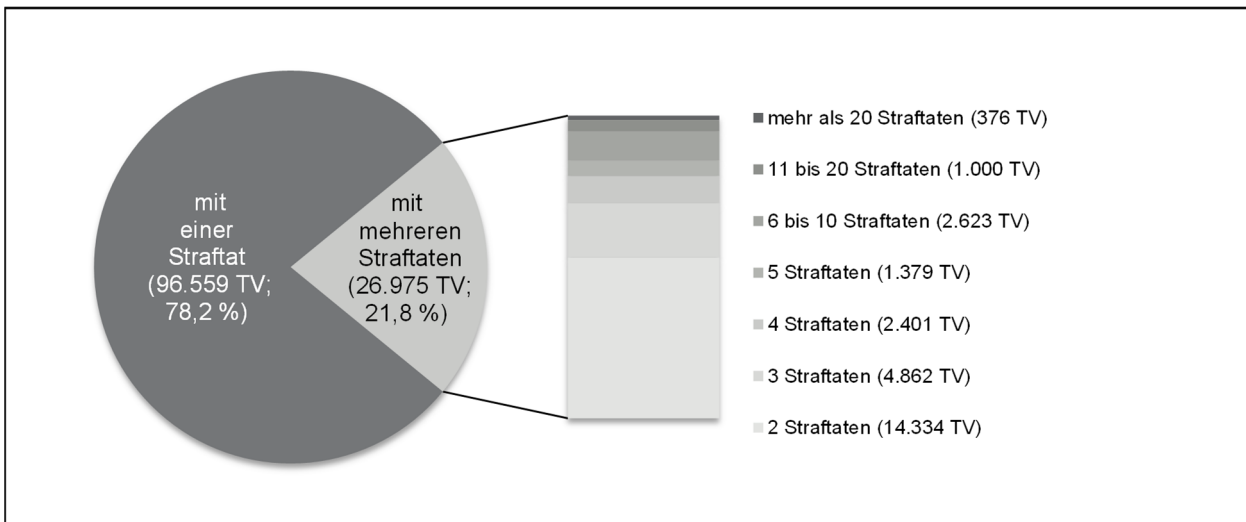 mit
einer
Straftat
(96.559 TV;
78,2 %)
mit
mehreren
Straftaten
(26.975 TV;
21,8 %)
mehr als 20 Straftaten (376 TV)
11 bis 20 Straftaten (1.000 TV)
6 bis 10 Straftaten (2.623 TV)
5 Straftaten (1.379 TV)
4 Straftaten (2.401 TV)
3 Straftaten (4.862 TV)
2 Straftaten (14.334 TV)